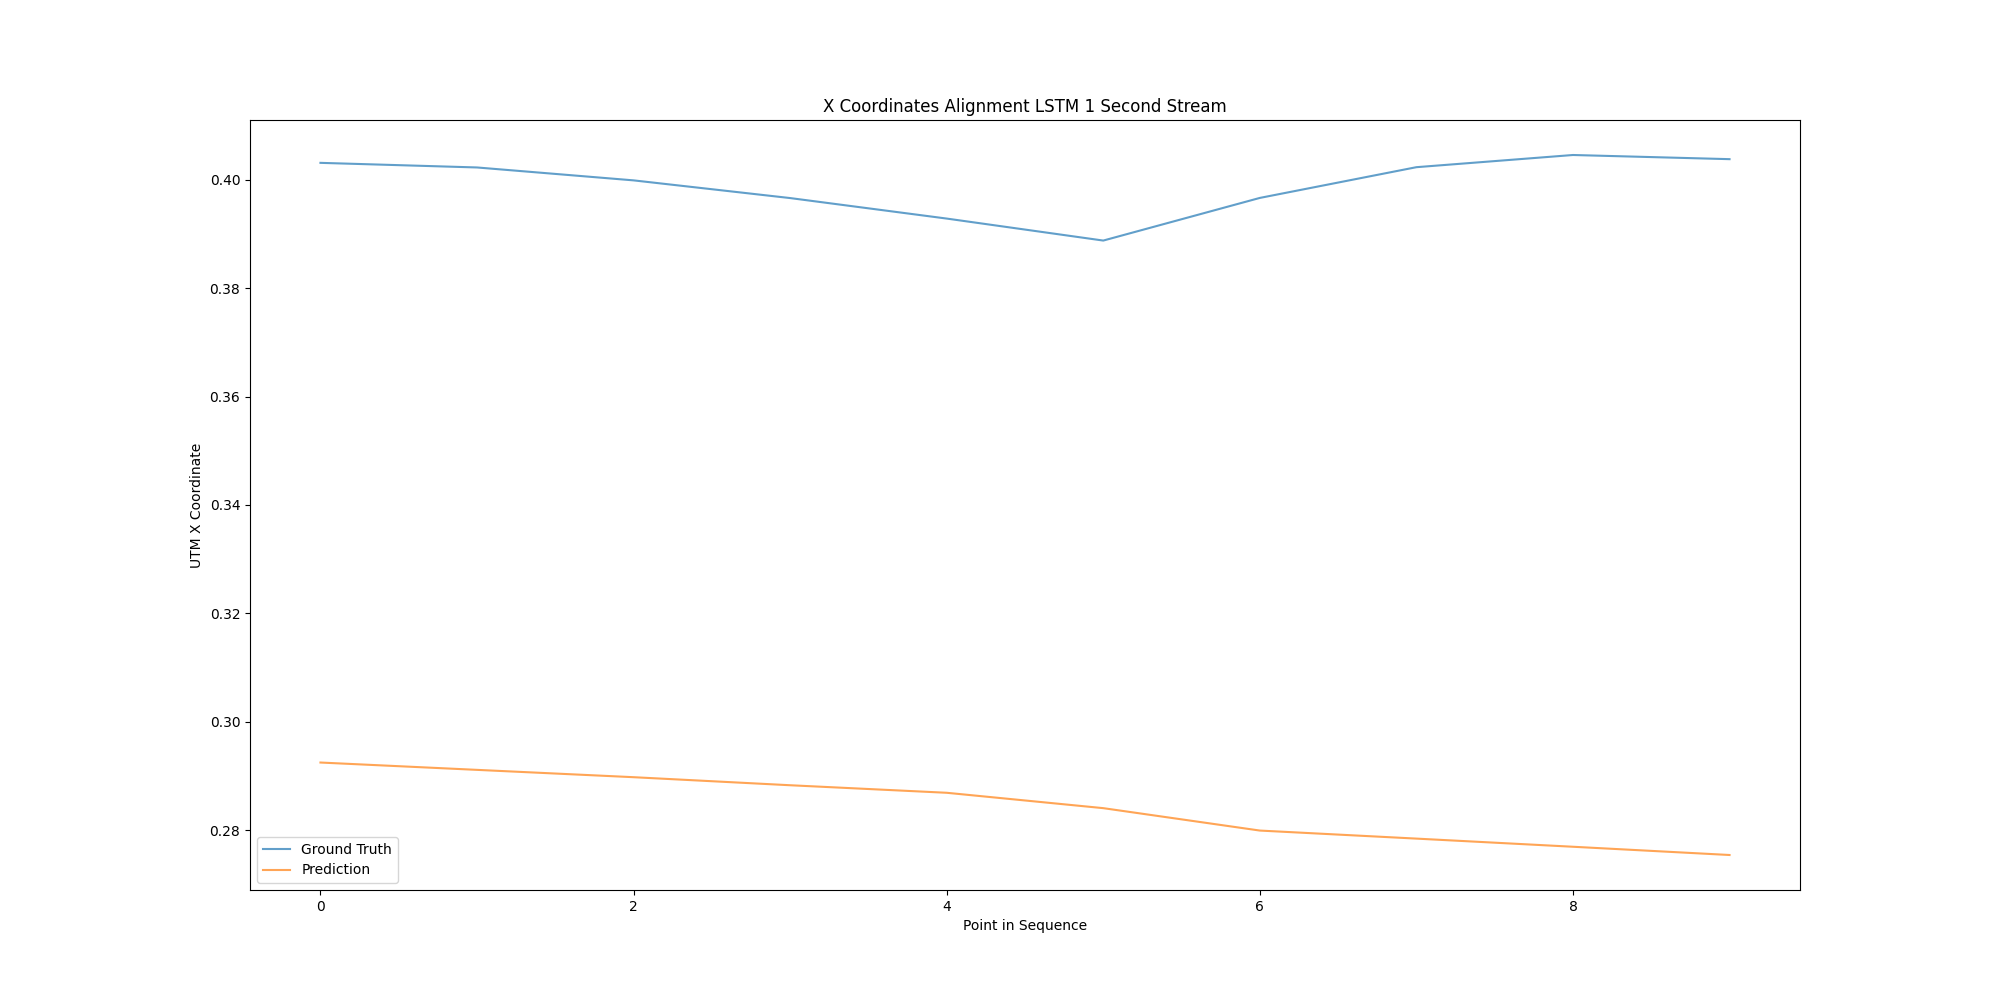 X Coordinates Alignment LSTM 1 Second Stream
UTM X Coordinate
0.40
0.38
0.36
0.34
0.32
0.30
0.28
Ground Truth
Prediction
0 2 4 6 8
Point in Sequence